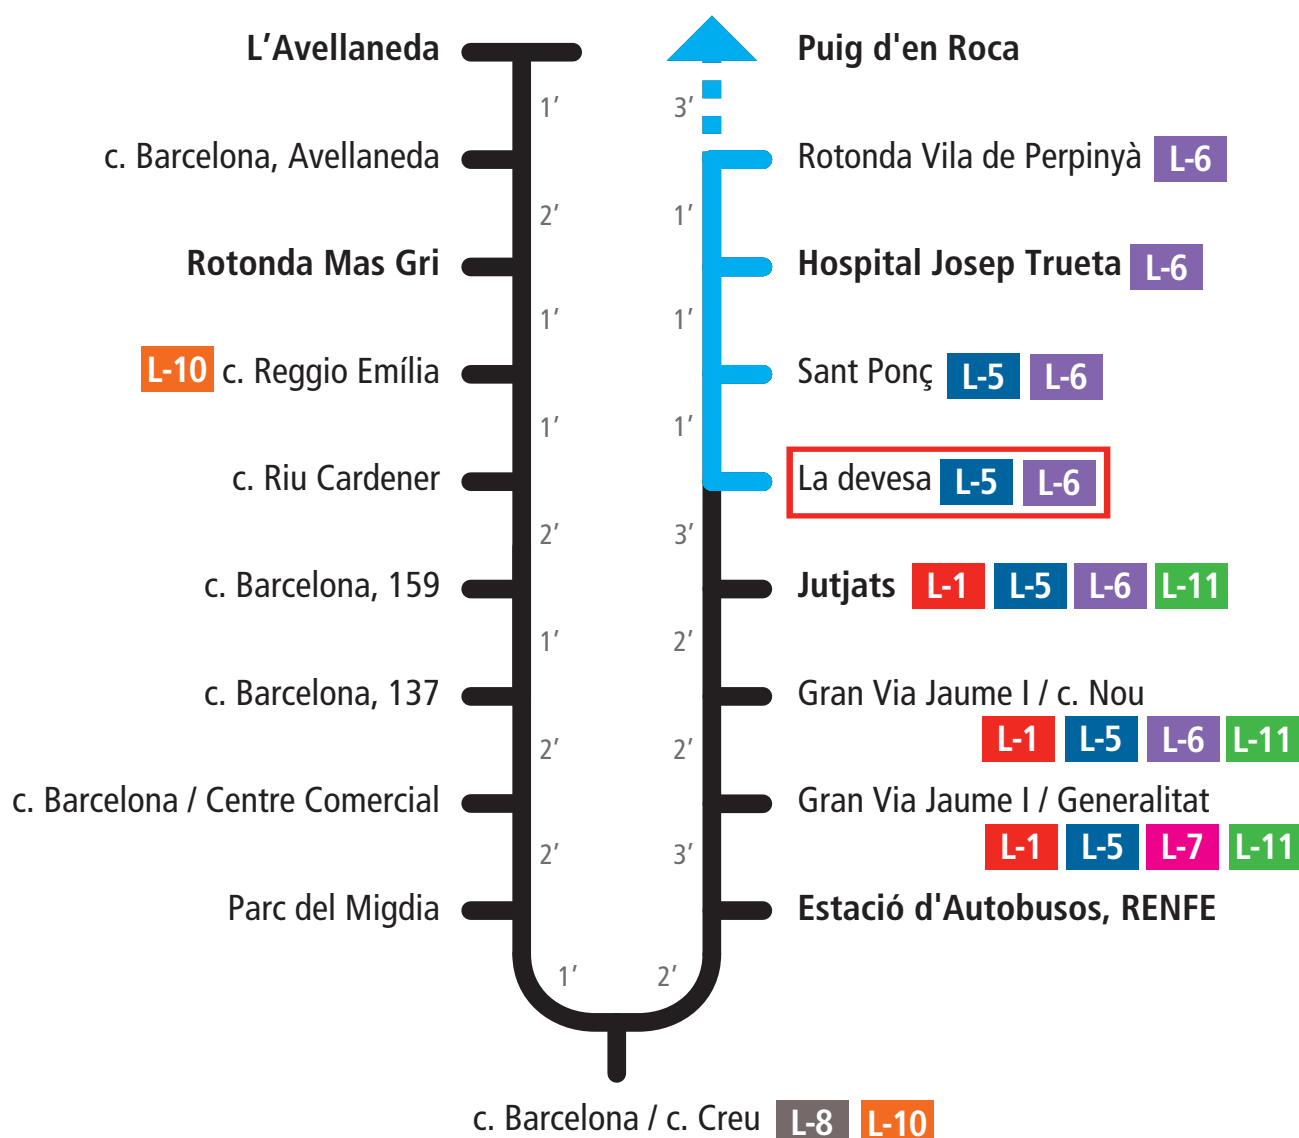 L’Avellaneda
1’
c. Barcelona, Avellaneda
2’
Rotonda Mas Gri
1’
L-10 c. Reggio Emília
1’
c. Riu Cardener
2’
c. Barcelona, 159
1’
c. Barcelona, 137
2’
c. Barcelona / Centre Comercial
2’
Parc del Migdia
1’
c. Barcelona / c. Creu L-8 L-10
2’
Estació d'Autobusos, RENFE
3’
Gran Via Jaume I / Generalitat
L-1 L-5 L-7 L-11
2’
Gran Via Jaume I / c. Nou
L-1 L-5 L-6 L-11
2’
Jutjats L-1 L-5 L-6 L-11
3’
La devesa L-5 L-6
1’
Sant Ponç L-5 L-6
1’
Hospital Josep Trueta L-6
1’
Rotonda Vila de Perpinyà L-6
3’
Puig d'en Roca